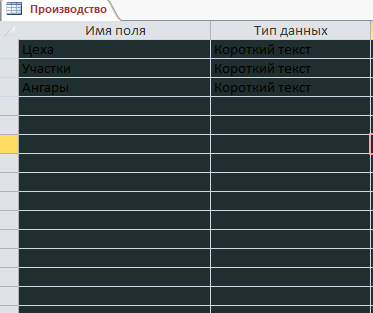 Производство
Имя поля Тип данных
Цеха Короткий текст
Участки Короткий текст
Ангары Короткий текст